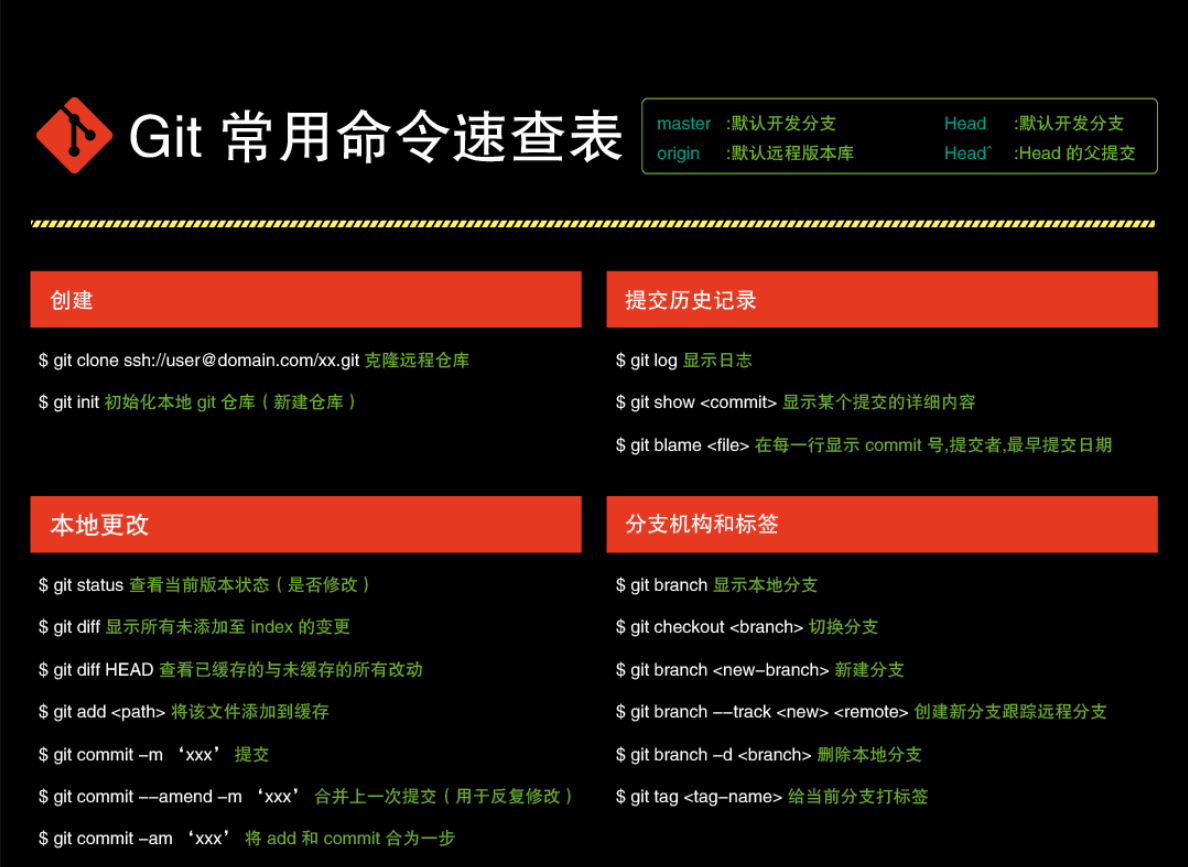 Git 常用命令速查表
master :默认开发分支 Head :默认开发分支
origin :默认远程版本库 Head^ :Head 的父提交
创建
$ git clone ssh://user@domain.com/xx.git 克隆远程仓库
$ git init 初始化本地 git 仓库（新建仓库）
提交历史记录
$ git log 显示日志
$ git show <commit> 显示某个提交的详细内容
$ git blame <file> 在每一行显示 commit 号,提交者,最早提交日期
本地更改
$ git status 查看当前版本状态（是否修改）
$ git diff 显示所有未添加至 index 的变更
$ git diff HEAD 查看已缓存的与未缓存的所有改动
$ git add <path> 将该文件添加到缓存
$ git commit -m ‘xxx’ 提交
$ git commit --amend -m ‘xxx’ 合并上一次提交（用于反复修改）
$ git commit -am ‘xxx’ 将 add 和 commit 合为一步
分支机构和标签
$ git branch 显示本地分支
$ git checkout <branch> 切换分支
$ git branch <new-branch> 新建分支
$ git branch --track <new> <remote> 创建新分支跟踪远程分支
$ git branch -d <branch> 删除本地分支
$ git tag <tag-name> 给当前分支打标签